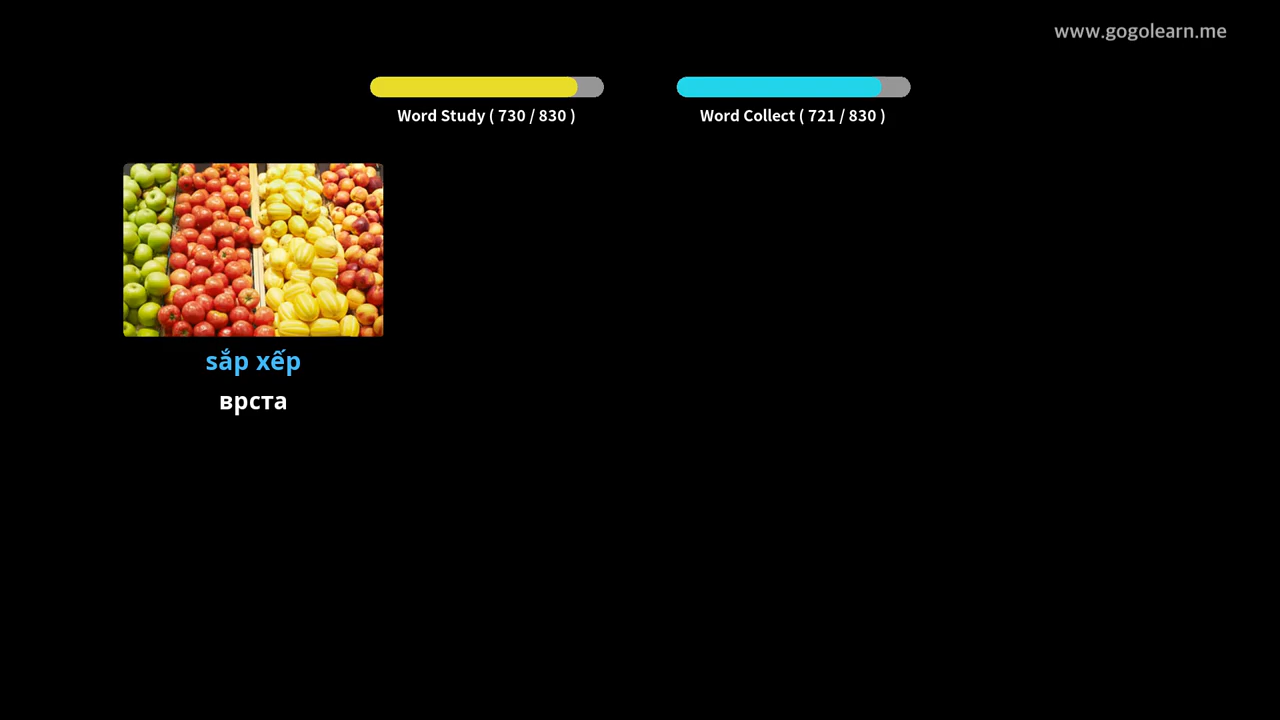 www.gogolearn.me
Word Study ( 730 / 830 )
Word Collect ( 721 / 830 )
sắp xếp
врста